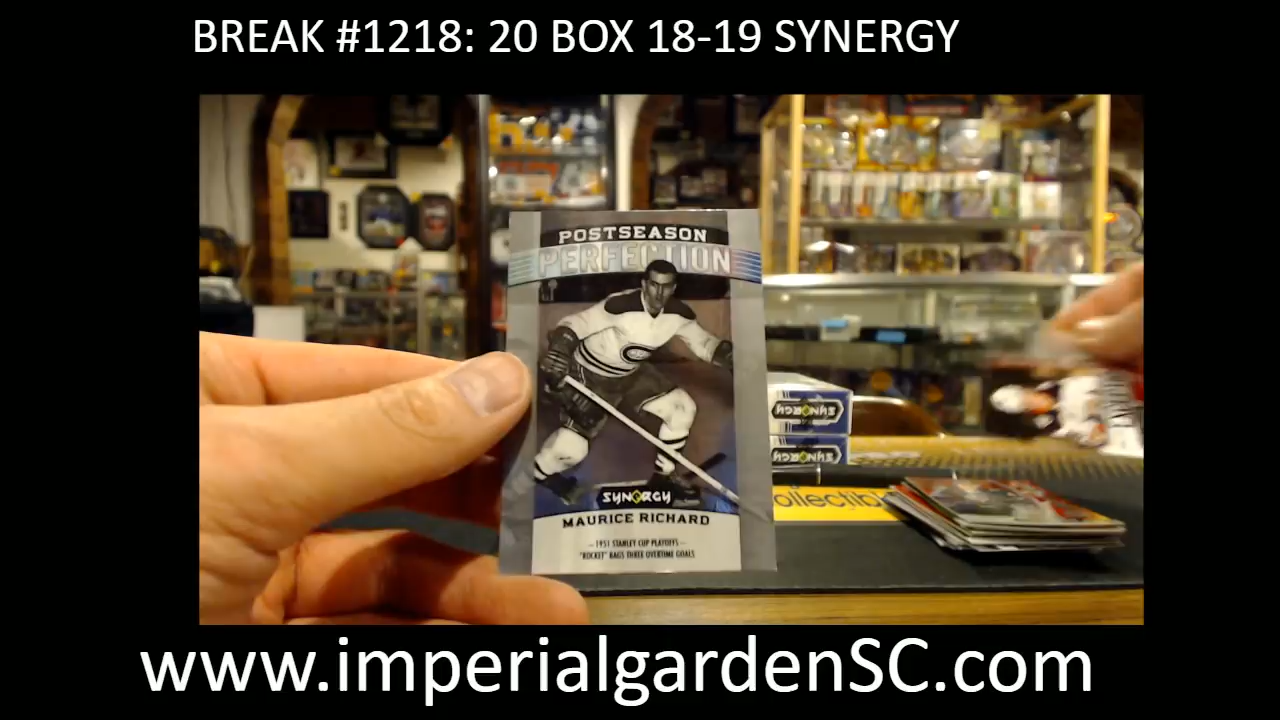 BREAK #1218: 20 BOX 18-19 SYNERGY
POSTSEASON
PERFECTION
SYNERGY
MAURICE RICHARD
—1951 STANLEY CUP PLAYOFFS—
"ROCKET" BAGS THREE OVERTIME GOALS
SYNERGY
SYNERGY
ollectib
www.imperialgardenSC.com